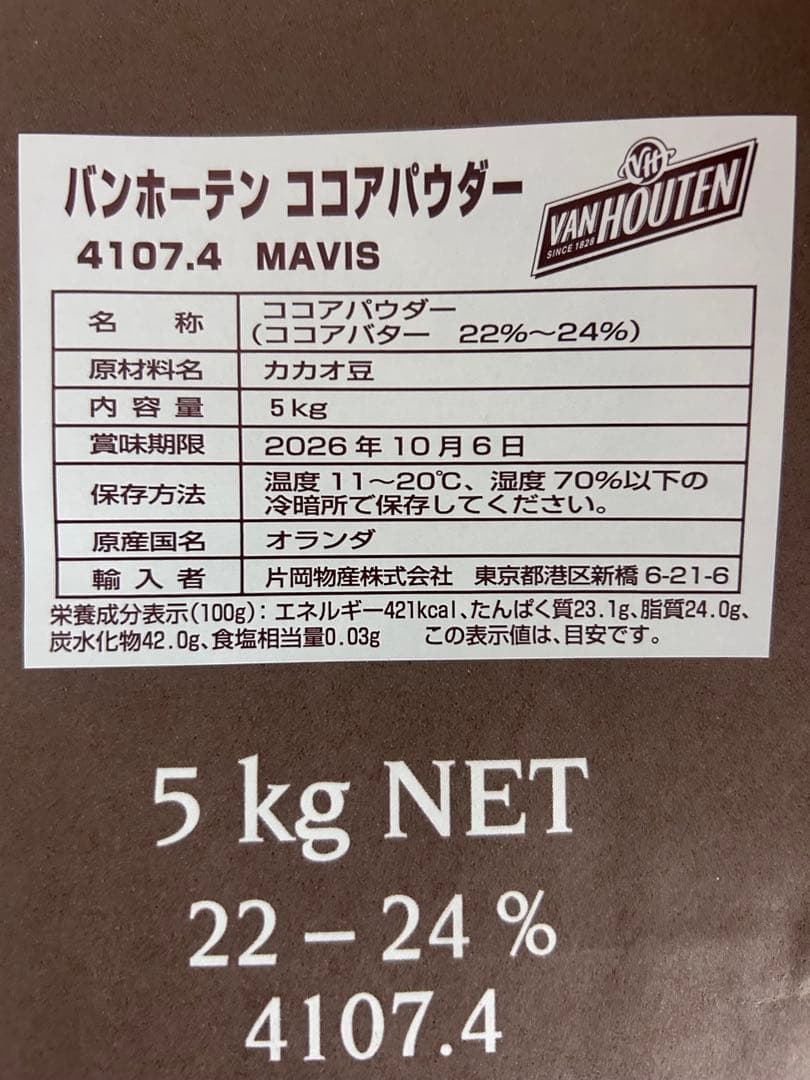 バンホーテン ココアパウダー
4107.4 MAVIS
VH
VAN HOUTEN
SINCE 1828
名 称 ココアパウダー
(ココアバター 22%〜24%)
原材料名 カカオ豆
内容量 5kg
賞味期限 2026年10月6日
保存方法 温度11〜20℃、湿度70%以下の
冷暗所で保存してください。
原産国名 オランダ
輸入者 片岡物産株式会社 東京都港区新橋6-21-6
栄養成分表示(100g):エネルギー421kcal、たんぱく質23.1g、脂質24.0g、
炭水化物42.0g、食塩相当量0.03g この表示値は、目安です。
5 kg NET
22 – 24 %
4107.4